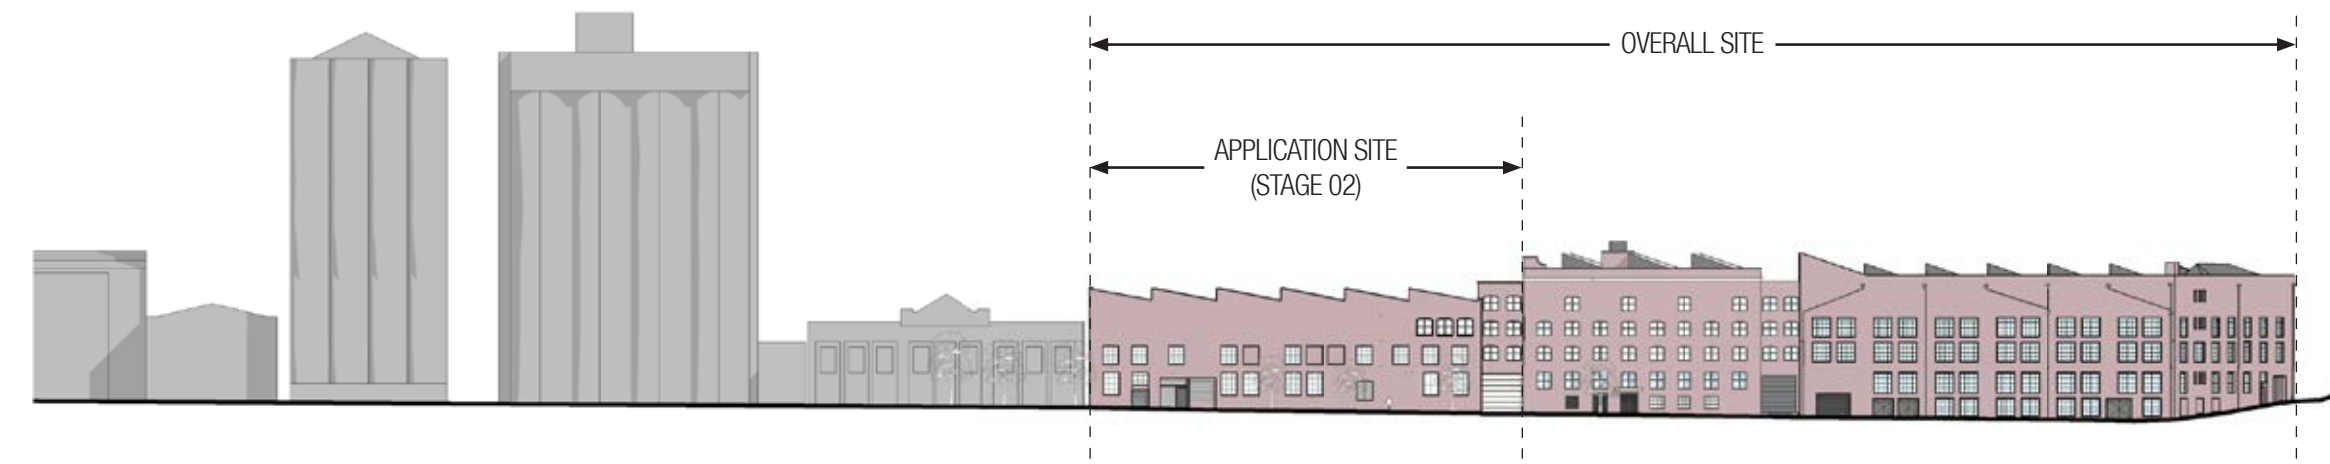 OVERALL SITE
APPLICATION SITE
(STAGE 02)